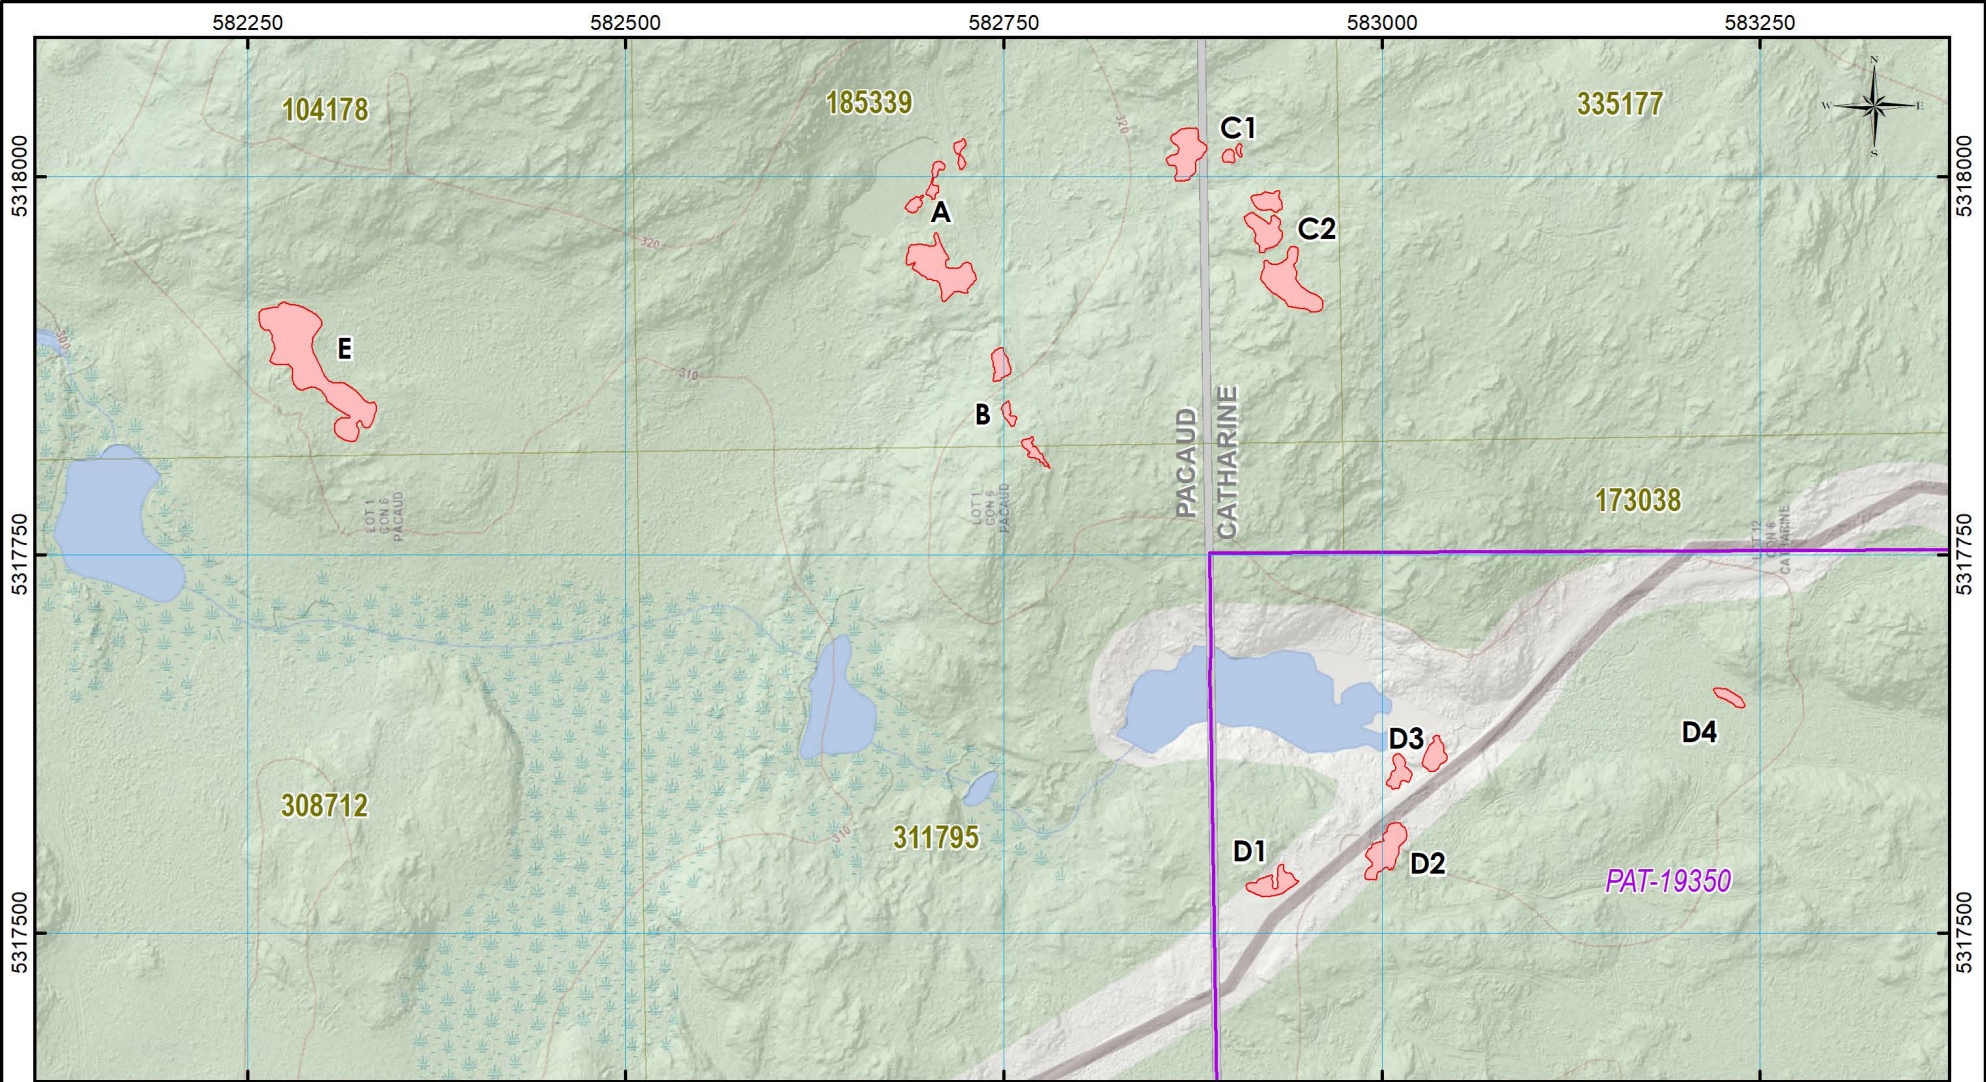 582250 582500 582750 583000 583250
N
W E
S
104178
185339
335177
C1
320
5318000
5318000
A
C2
320
300
E
310
B
PACAUD
CATHARINE
LOT 1
CON 6
PACAUD
LOT 1
CON 6
PACAUD
173038
LOT 12
CON 6
CATHARINE
5317750
5317750
D4
D3
308712
310
311795
D1
D2
PAT-19350
5317500
5317500